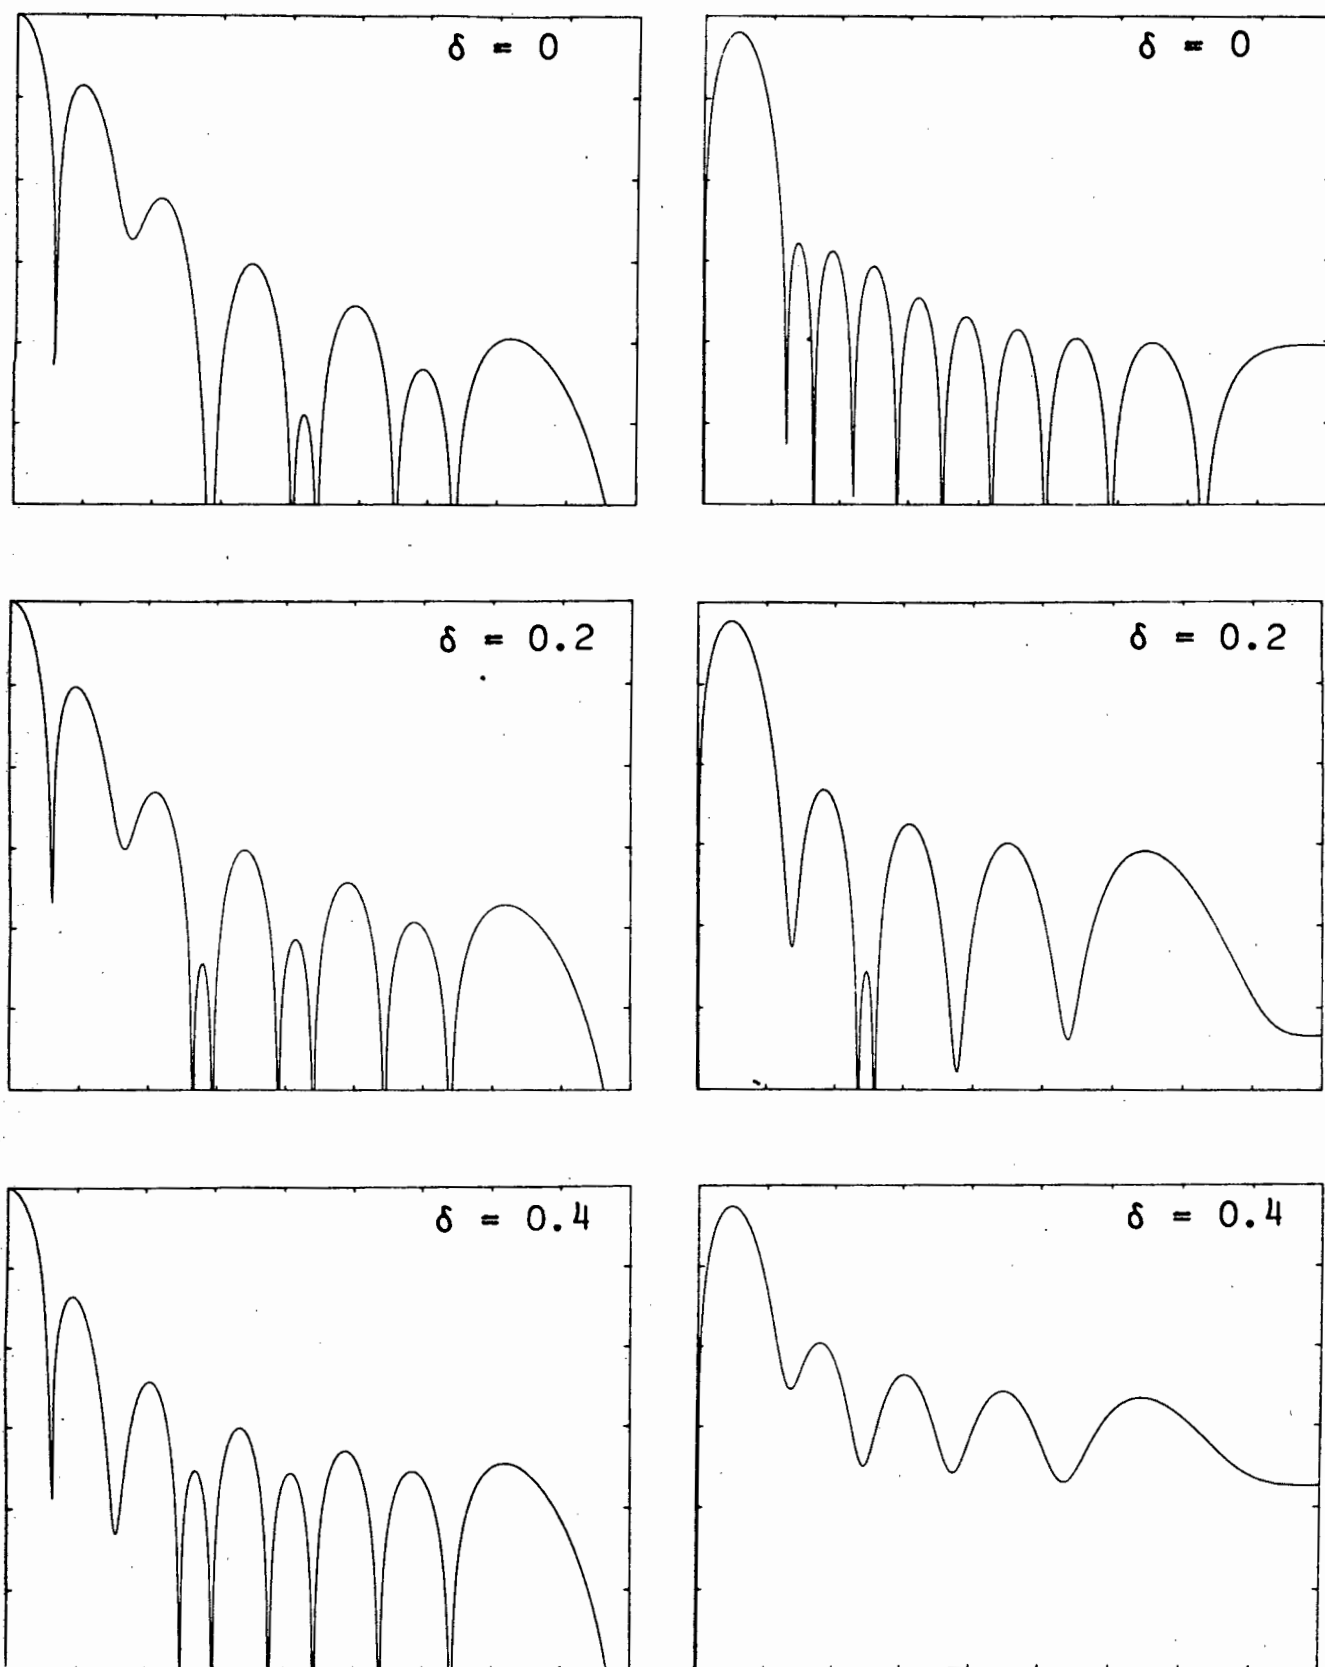 δ = 0
δ = 0
δ = 0.2
δ = 0.2
δ = 0.4
δ = 0.4